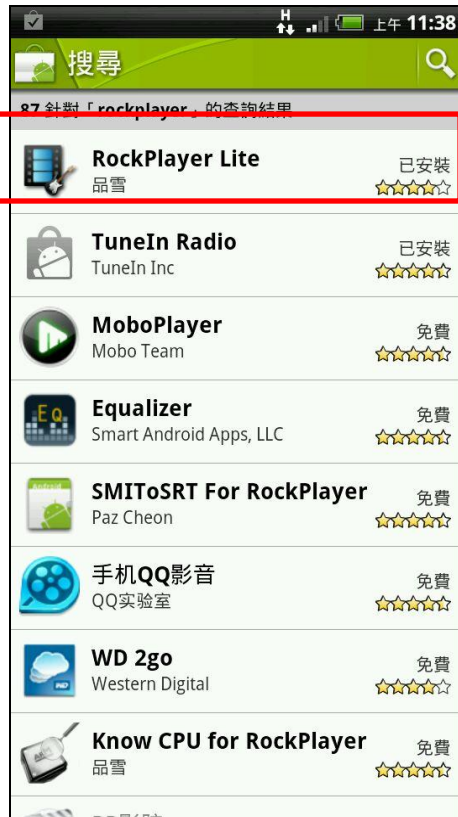 H
上午 11:38
搜尋
87 針對「rockplayer」的查詢結果
RockPlayer Lite
已安裝
品雪
TuneIn Radio
已安裝
TuneIn Inc
MoboPlayer
免費
Mobo Team
EQ
Equalizer
免費
Smart Android Apps, LLC
Android
SMIToSRT For RockPlayer
免費
Paz Cheon
手机QQ影音
免費
QQ实验室
WD 2go
免費
WD
Western Digital
Know CPU for RockPlayer
免費
品雪